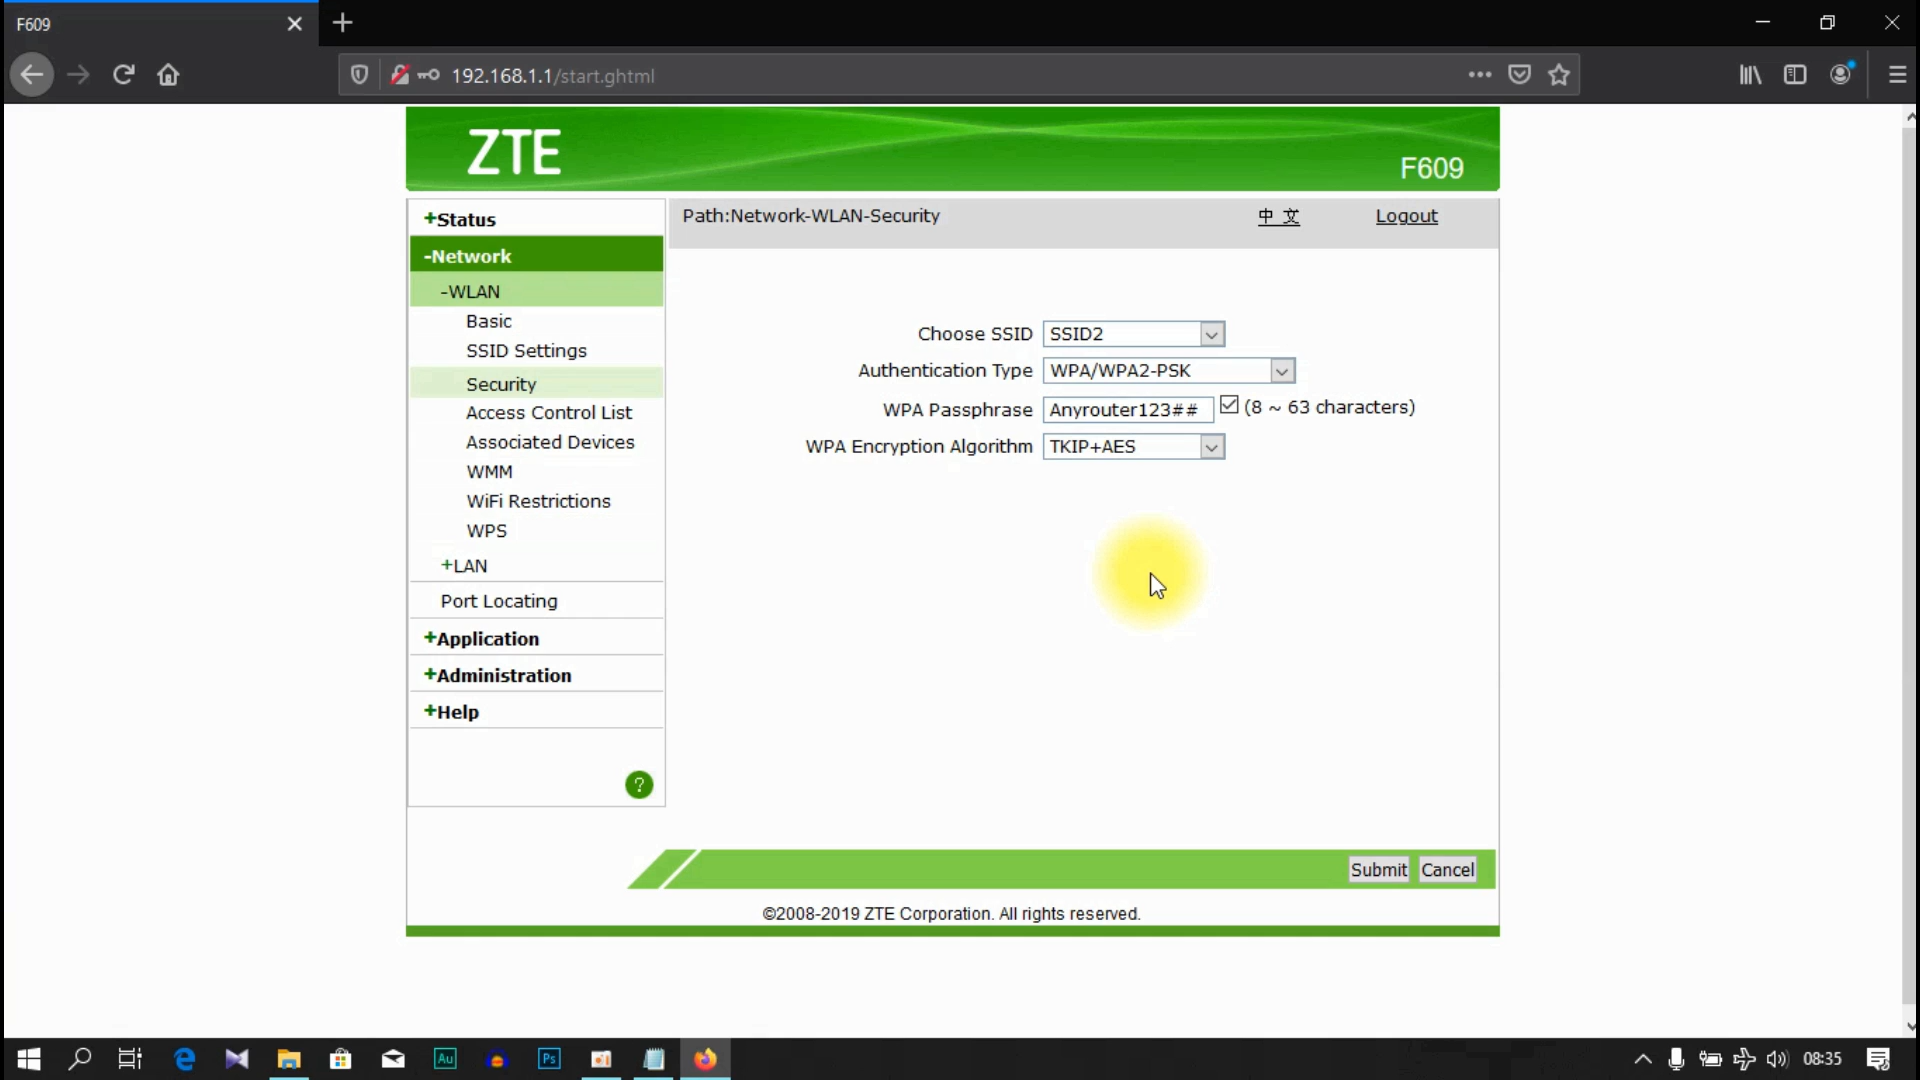 F609
192.168.1.1/start.ghtml
ZTE
F609
+Status
-Network
-WLAN
Basic
SSID Settings
Security
Access Control List
Associated Devices
WMM
WiFi Restrictions
WPS
+LAN
Port Locating
+Application
+Administration
+Help
?
Path:Network-WLAN-Security
中 文
Logout
Choose SSID SSID2
Authentication Type WPA/WPA2-PSK
WPA Passphrase Anyrouter123## (8 ~ 63 characters)
WPA Encryption Algorithm TKIP+AES
Submit Cancel
©2008-2019 ZTE Corporation. All rights reserved.
Au
Ps
08:35